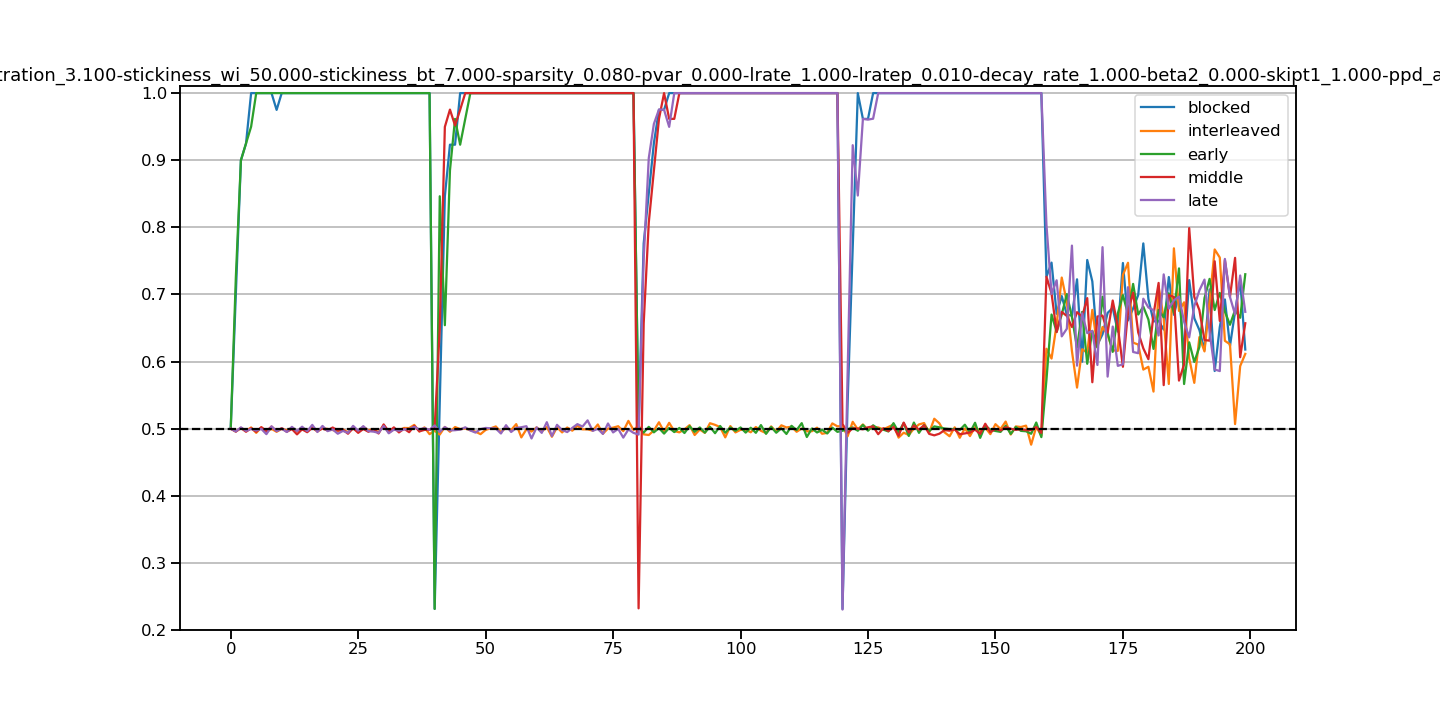 tration_3.100-stickiness_wi_50.000-stickiness_bt_7.000-sparsity_0.080-pvar_0.000-lrate_1.000-lratep_0.010-decay_rate_1.000-beta2_0.000-skipt1_1.000-ppd_a
1.0
0.9
0.8
0.7
0.6
0.5
0.4
0.3
0.2
blocked
interleaved
early
middle
late
0 25 50 75 100 125 150 175 200